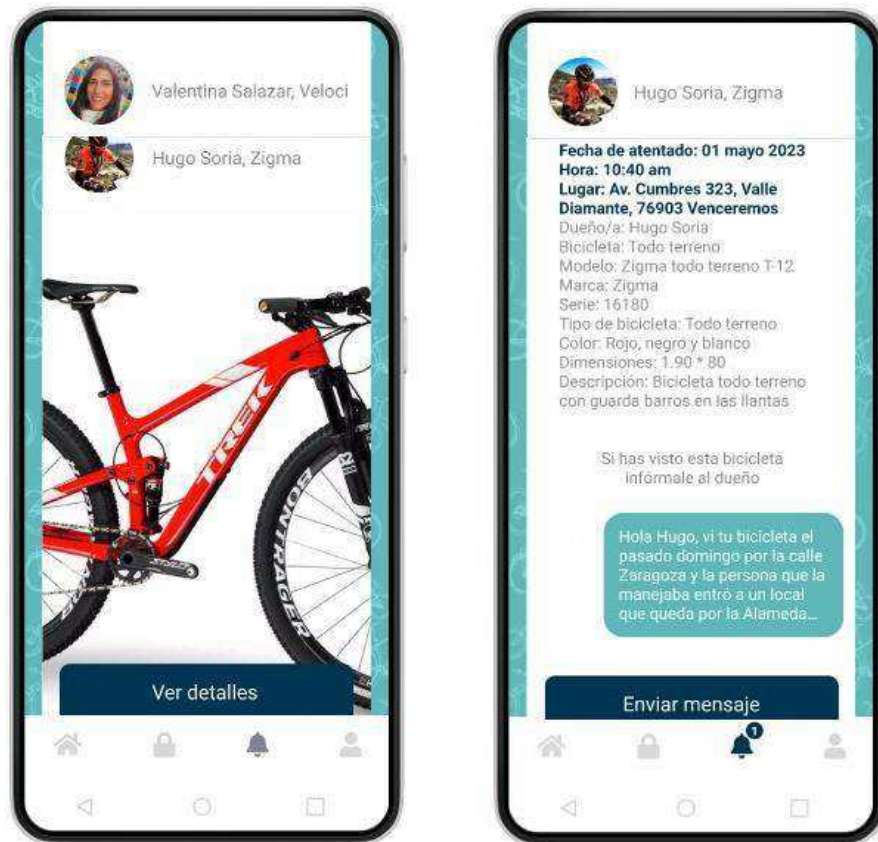 Valentina Salazar, Veloci
Hugo Soria, Zigma
TREK
BONTRAGER
Ver detalles
Hugo Soria, Zigma
Fecha de atentado: 01 mayo 2023
Hora: 10:40 am
Lugar: Av. Cumbres 323, Valle
Diamante, 76903 Venceremos
Dueño/a: Hugo Soria
Bicicleta: Todo terreno
Modelo: Zigma todo terreno T-12
Marca: Zigma
Serie: 16180
Tipo de bicicleta: Todo terreno
Color: Rojo, negro y blanco
Dimensiones: 1.90 * 80
Descripción: Bicicleta todo terreno
con guarda barros en las llantas
Si has visto esta bicicleta
infórmale al dueño
Hola Hugo, vi tu bicicleta el
pasado domingo por la calle
Zaragoza y la persona que la
manejaba entró a un local
que queda por la Alameda...
Enviar mensaje
1